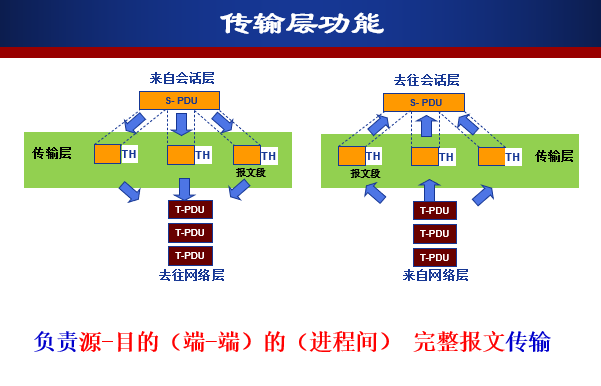 传输层功能
来自会话层
S- PDU
传输层
TH
TH
TH
报文段
T-PDU
T-PDU
T-PDU
去往网络层
去往会话层
S- PDU
TH
TH
TH
传输层
报文段
T-PDU
T-PDU
T-PDU
来自网络层
负责源-目的（端-端）的（进程间） 完整报文传输